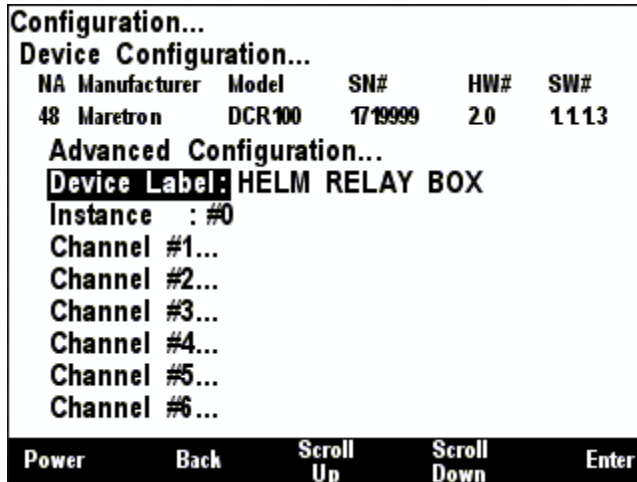 Configuration...
Device Configuration...
NA Manufacturer Model SN# HW# SW#
48 Maretron DCR100 1719999 2.0 1.1.1.3
Advanced Configuration...
Device Label: HELM RELAY BOX
Instance : #0
Channel #1...
Channel #2...
Channel #3...
Channel #4...
Channel #5...
Channel #6...
Power Back Scroll Up Scroll Down Enter